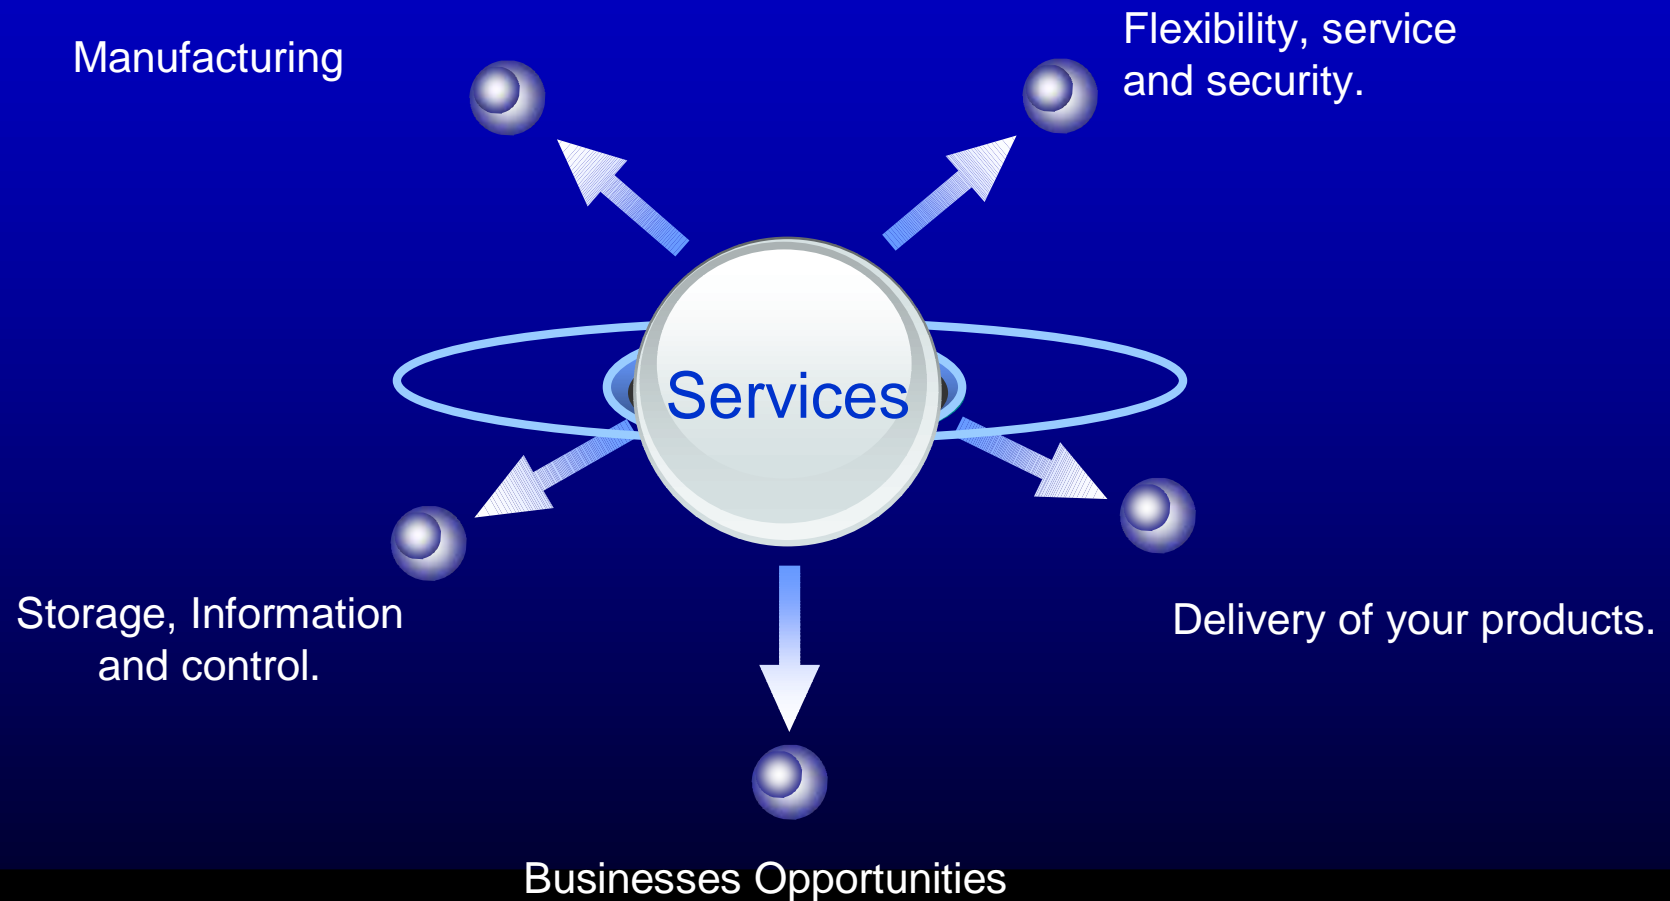 Manufacturing
Flexibility, service
and security.
Services
Storage, Information
and control.
Delivery of your products.
Businesses Opportunities